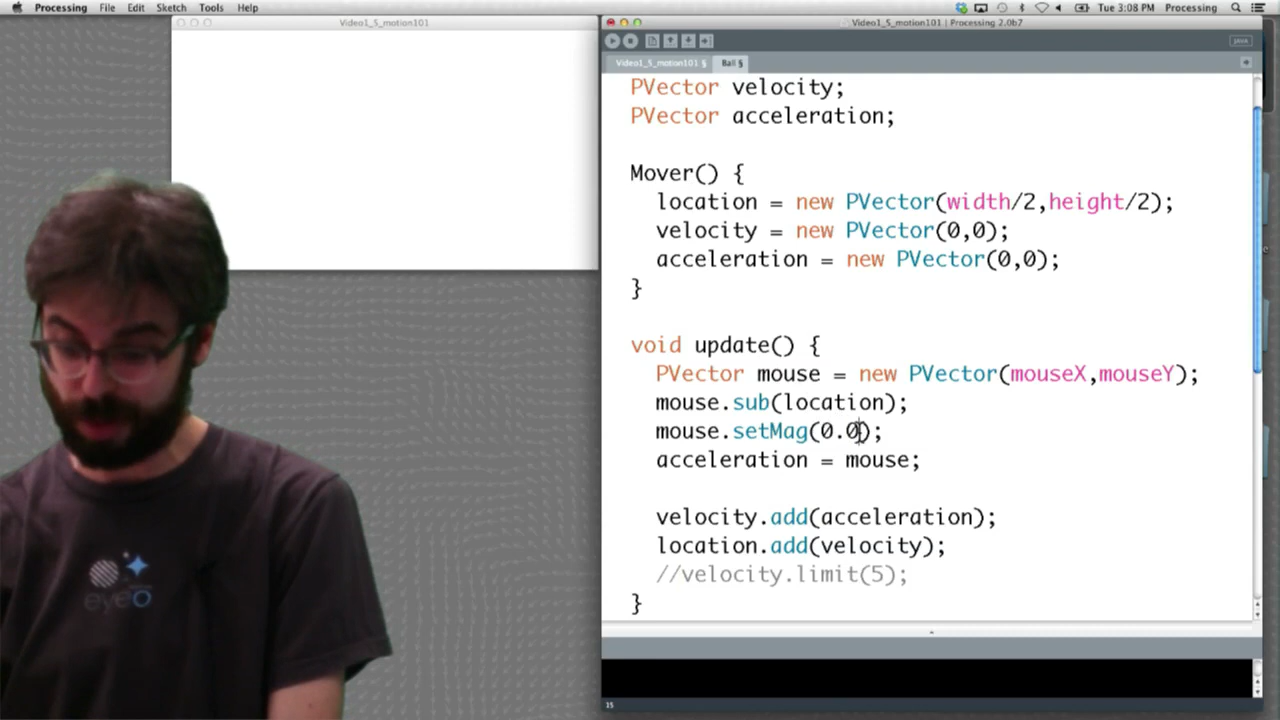 Processing File Edit Sketch Tools Help Tue 3:08 PM Processing
Video1_5_motion101
Video1_5_motion101 | Processing 2.0b7
JAVA
Video1_5_motion101 § Ball §
PVector velocity;
PVector acceleration;
Mover() {
location = new PVector(width/2,height/2);
velocity = new PVector(0,0);
acceleration = new PVector(0,0);
}
void update() {
PVector mouse = new PVector(mouseX,mouseY);
mouse.sub(location);
mouse.setMag(0.0);
acceleration = mouse;
velocity.add(acceleration);
location.add(velocity);
//velocity.limit(5);
}
eyeo
15